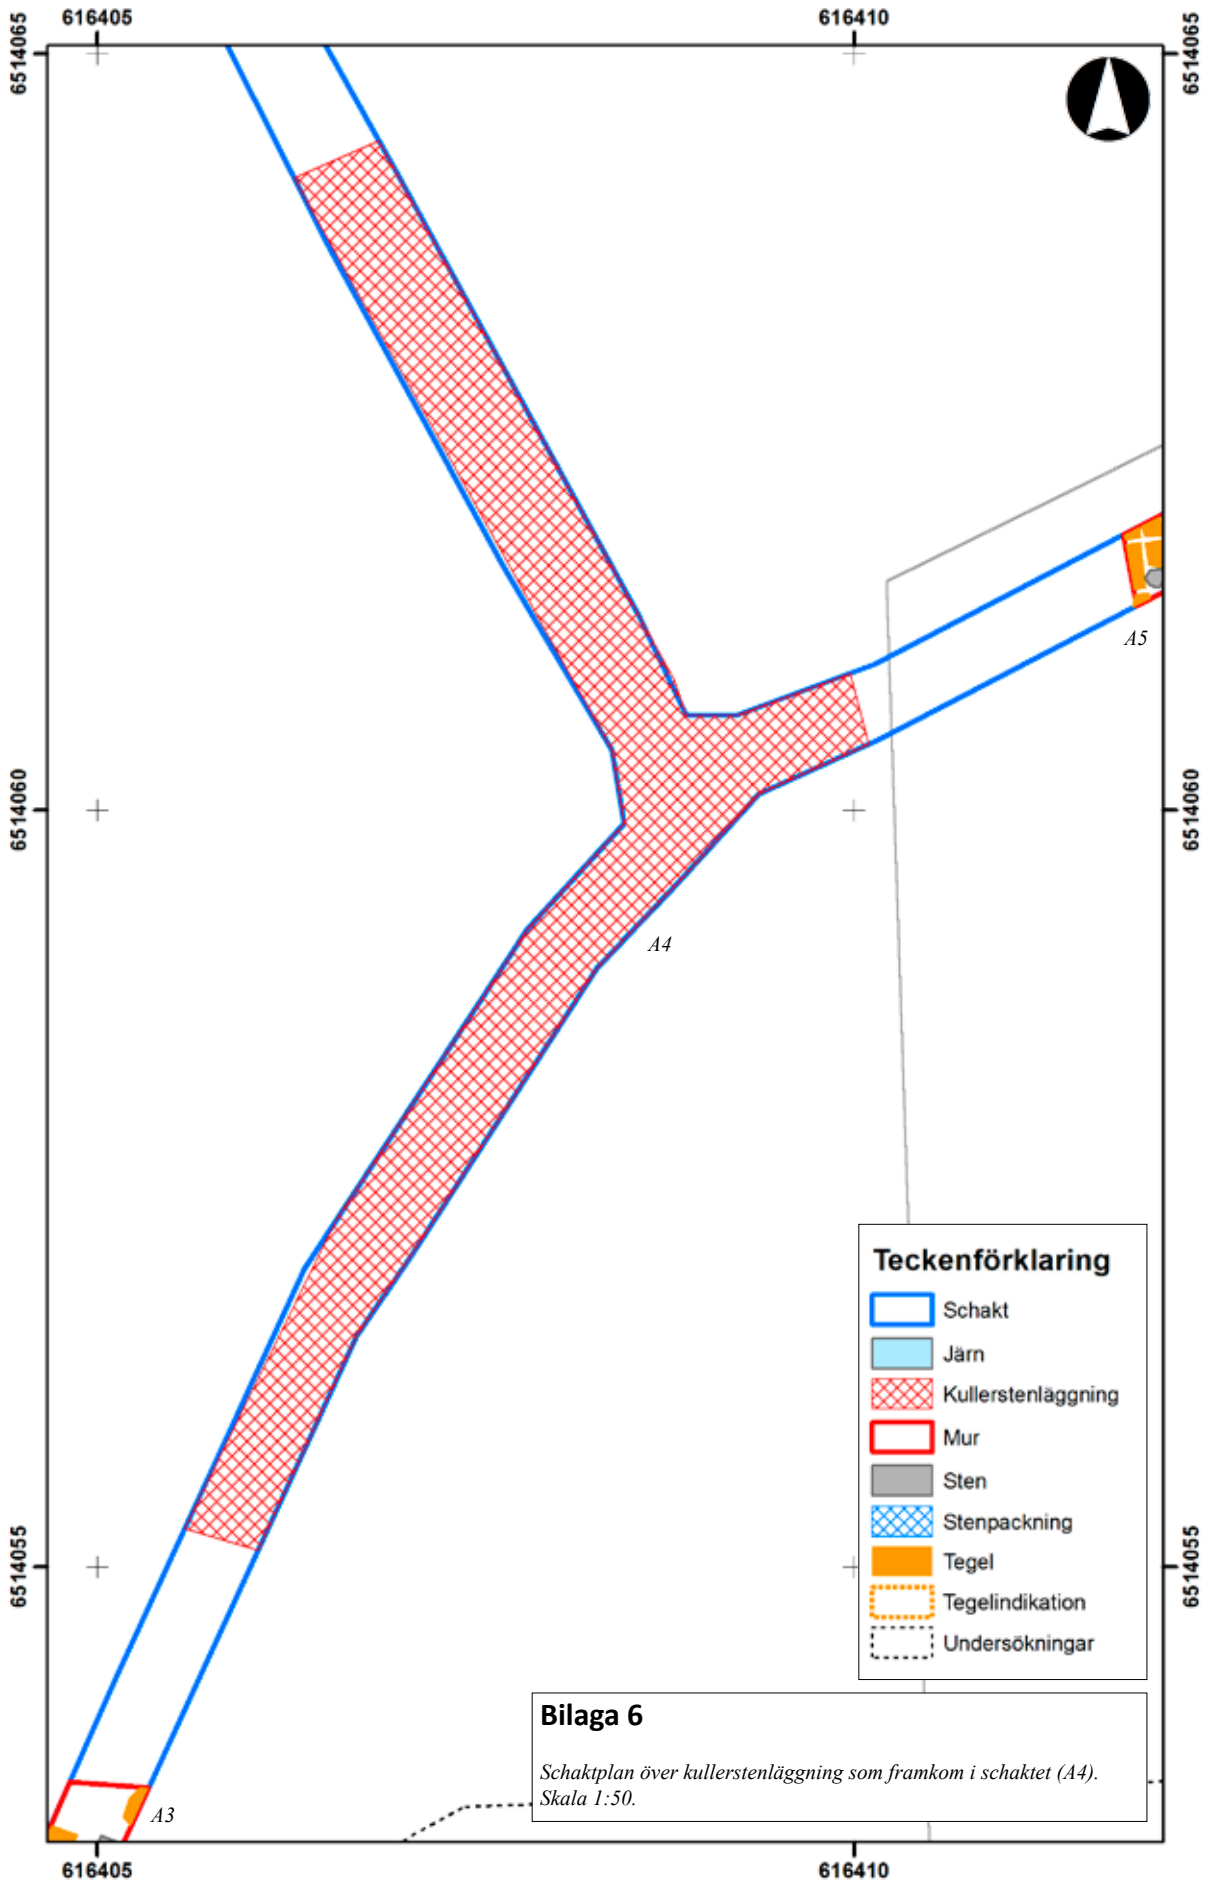 616405
616410
6514065
6514065
A5
6514060
6514060
A4
Teckenförklaring
Schakt
Järn
Kullerstenläggning
Mur
Sten
Stenpackning
Tegel
Tegelindikation
Undersökningar
6514055
6514055
Bilaga 6
Schaktplan över kullerstenläggning som framkom i schaktet (A4).
Skala 1:50.
A3
616405
616410